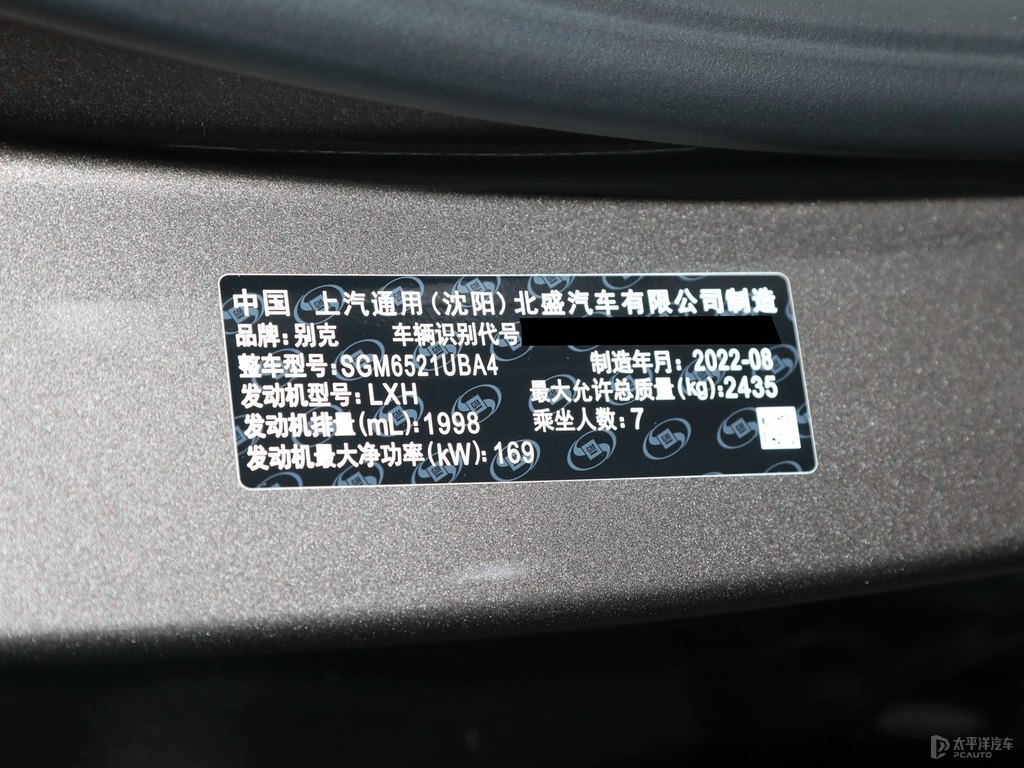 中国 上汽通用(沈阳)北盛汽车有限公司制造
品牌:别克 车辆识别代号
整车型号:SGM6521UBA4 制造年月:2022-08
发动机型号:LXH 最大允许总质量(kg):2435
发动机排量(mL):1998 乘坐人数:7
发动机最大净功率(kW):169
太平洋汽车
PCAUTO